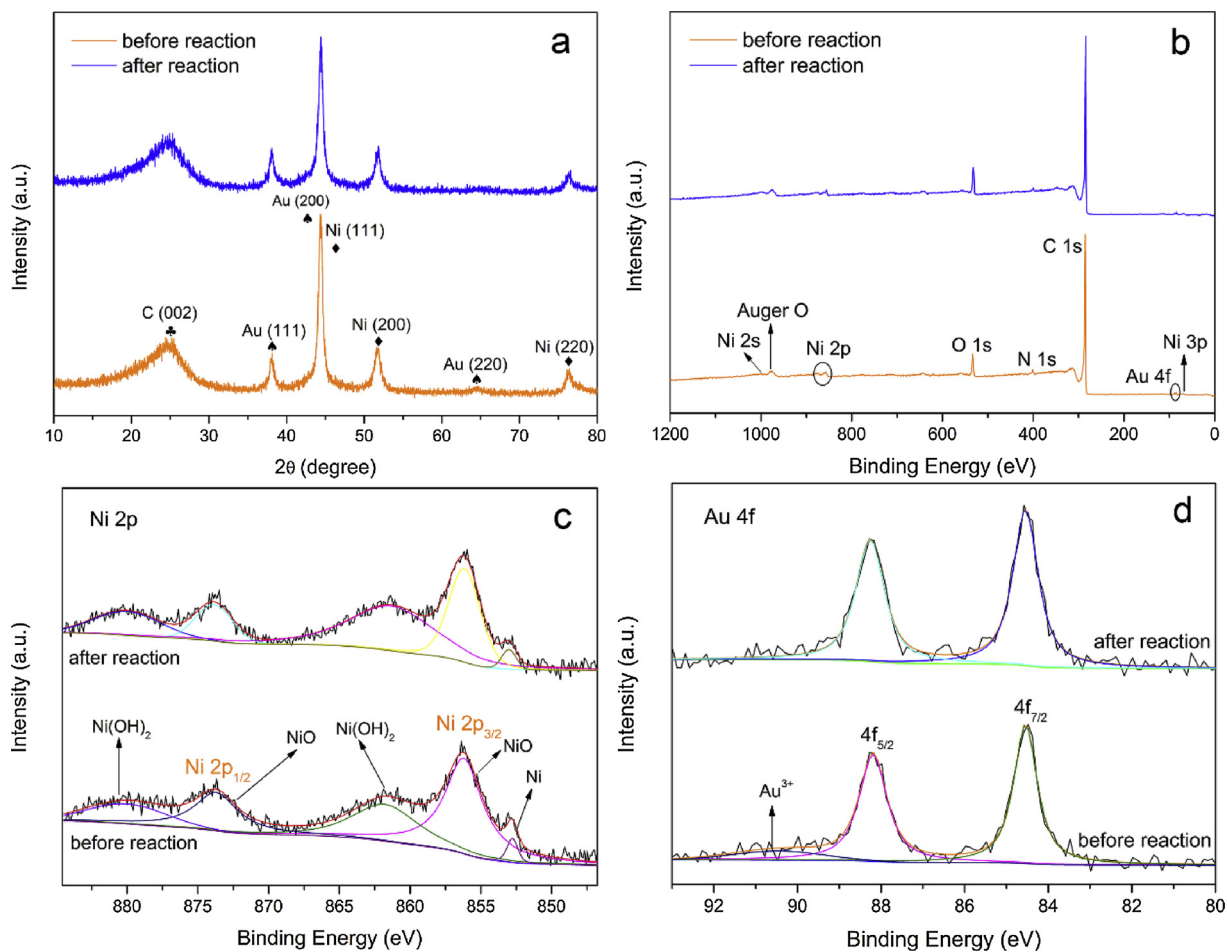 before reaction
after reaction
a
Au (200)
♠
Ni (111)
♦
C (002)
♣
Au (111)
♠
Ni (200)
♦
Au (220)
♠
Ni (220)
♦
Intensity (a.u.)
10 20 30 40 50 60 70 80
2θ (degree)
before reaction
after reaction
b
C 1s
Auger O
Ni 2s
Ni 2p
O 1s
N 1s
Ni 3p
Au 4f
Intensity (a.u.)
1200 1000 800 600 400 200 0
Binding Energy (eV)
Ni 2p
c
after reaction
Ni(OH)₂
Ni 2p₁/₂
NiO
Ni(OH)₂
Ni 2p₃/₂
NiO
Ni
before reaction
Intensity (a.u.)
880 875 870 865 860 855 850
Binding Energy (eV)
Au 4f
d
after reaction
4f₇/₂
4f₅/₂
Au³⁺
before reaction
Intensity (a.u.)
92 90 88 86 84 82 80
Binding Energy (eV)